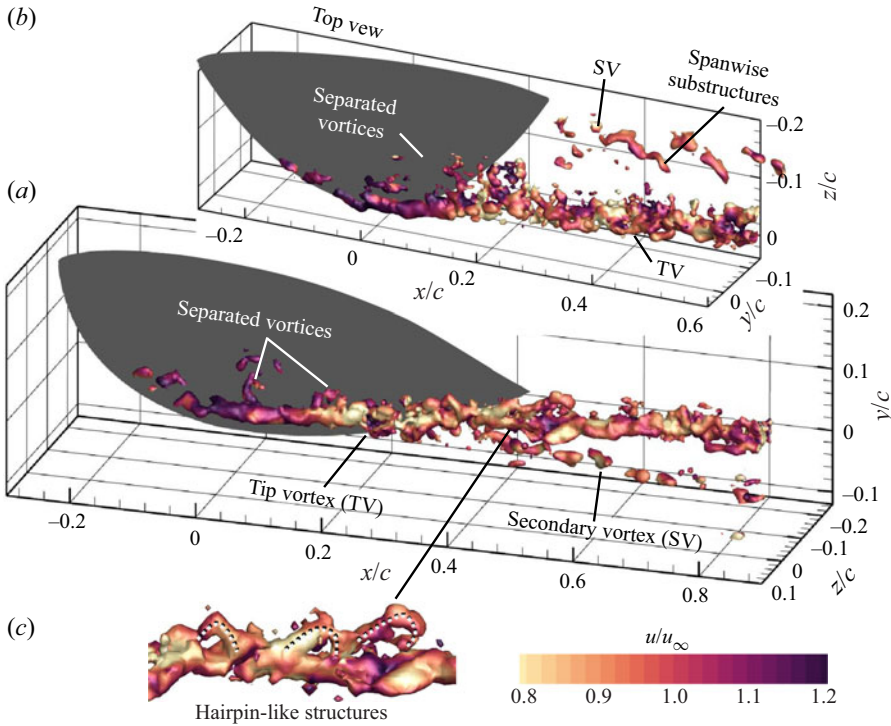 (b)
Top vew
SV
Spanwise
substructures
Separated
vortices
–0.2
–0.1
z/c
0
–0.2
0
0.2
0.4
0.6
x/c
TV
–0.1
0
y/c
(a)
Separated vortices
0.2
0.1
y/c
0
–0.1
Tip vortex (TV)
Secondary vortex (SV)
–0.2
0
0.2
0.4
0.6
0.8
x/c
–0.2
–0.1
0
0.1
z/c
(c)
Hairpin-like structures
u/u∞
0.8 0.9 1.0 1.1 1.2